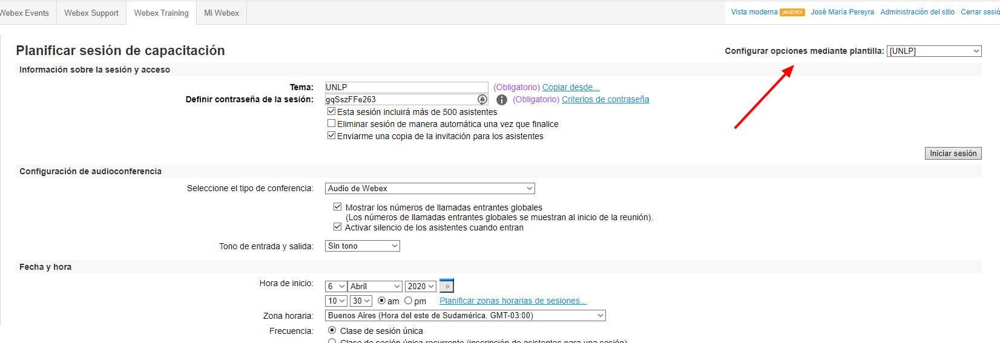 Webex Events Webex Support Webex Training Mi Webex Vista moderna ¡NUEVO! José María Pereyra Administración del sitio Cerrar sesió
Planificar sesión de capacitación Configurar opciones mediante plantilla: [UNLP]
Información sobre la sesión y acceso
Tema: UNLP (Obligatorio) Copiar desde...
Definir contraseña de la sesión: gqSszFFe263 (Obligatorio) Criterios de contraseña
Esta sesión incluirá más de 500 asistentes
Eliminar sesión de manera automática una vez que finalice
Enviarme una copia de la invitación para los asistentes
Iniciar sesión
Configuración de audioconferencia
Seleccione el tipo de conferencia: Audio de Webex
Mostrar los números de llamadas entrantes globales
(Los números de llamadas entrantes globales se muestran al inicio de la reunión).
Activar silencio de los asistentes cuando entran
Tono de entrada y salida: Sin tono
Fecha y hora
Hora de inicio: 6 Abril 2020
10 30 am pm Planificar zonas horarias de sesiones...
Zona horaria: Buenos Aires (Hora del este de Sudamérica, GMT-03:00)
Frecuencia: Clase de sesión única
Clase de sesión única recurrente (inscripción de asistentes para una sesión)